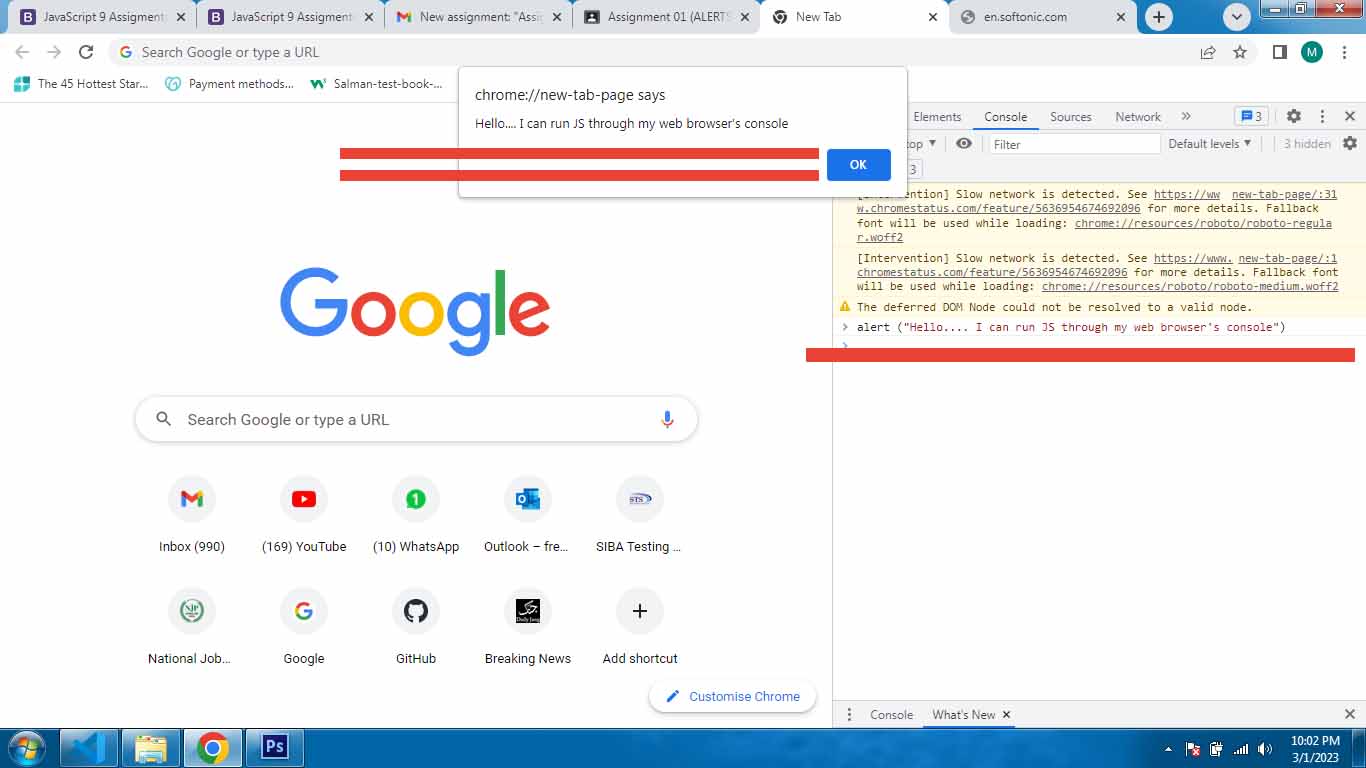 JavaScript 9 Assigment
JavaScript 9 Assigment
New assignment: "Assig
Assignment 01 (ALERTS
New Tab
en.softonic.com
Search Google or type a URL
M
The 45 Hottest Star...
Payment methods...
Salman-test-book-...
chrome://new-tab-page says
Hello.... I can run JS through my web browser's console
OK
Elements
Console
Sources
Network
3
Filter
Default levels
3 hidden
3
[Intervention] Slow network is detected. See https://ww new-tab-page/:31
w.chromestatus.com/feature/5636954674692096 for more details. Fallback
font will be used while loading: chrome://resources/roboto/roboto-regula
r.woff2
[Intervention] Slow network is detected. See https://www. new-tab-page/:1
chromestatus.com/feature/5636954674692096 for more details. Fallback font
will be used while loading: chrome://resources/roboto/roboto-medium.woff2
The deferred DOM Node could not be resolved to a valid node.
alert ("Hello.... I can run JS through my web browser's console")
Google
Search Google or type a URL
Inbox (990)
(169) YouTube
1
(10) WhatsApp
Outlook – fre...
STS
SIBA Testing ...
NJP
National Job...
Google
GitHub
جنگ
Daily Jang
Breaking News
Add shortcut
Customise Chrome
Console
What's New
Ps
10:02 PM
3/1/2023